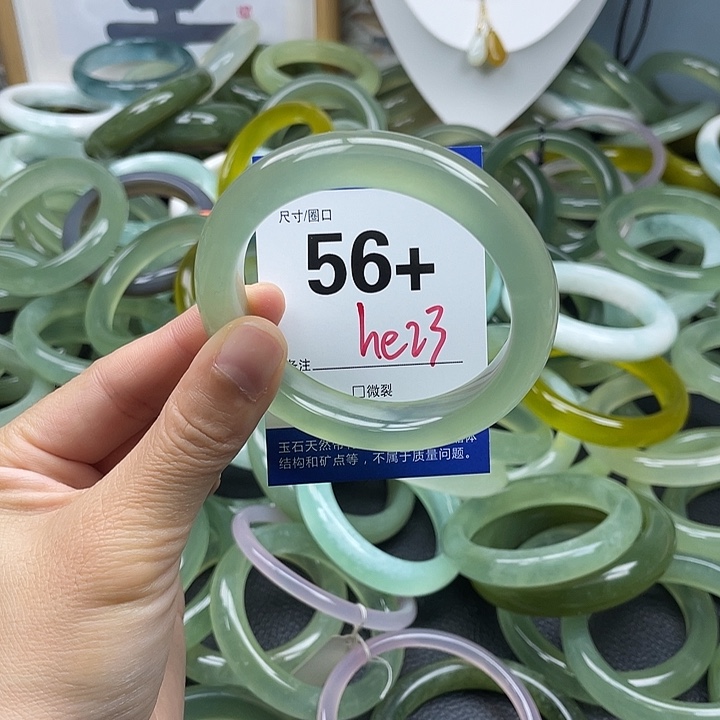 尺寸/圈口
56+
he23
备注
□微裂
玉石天然
结构和矿点等，不属于质量问题。